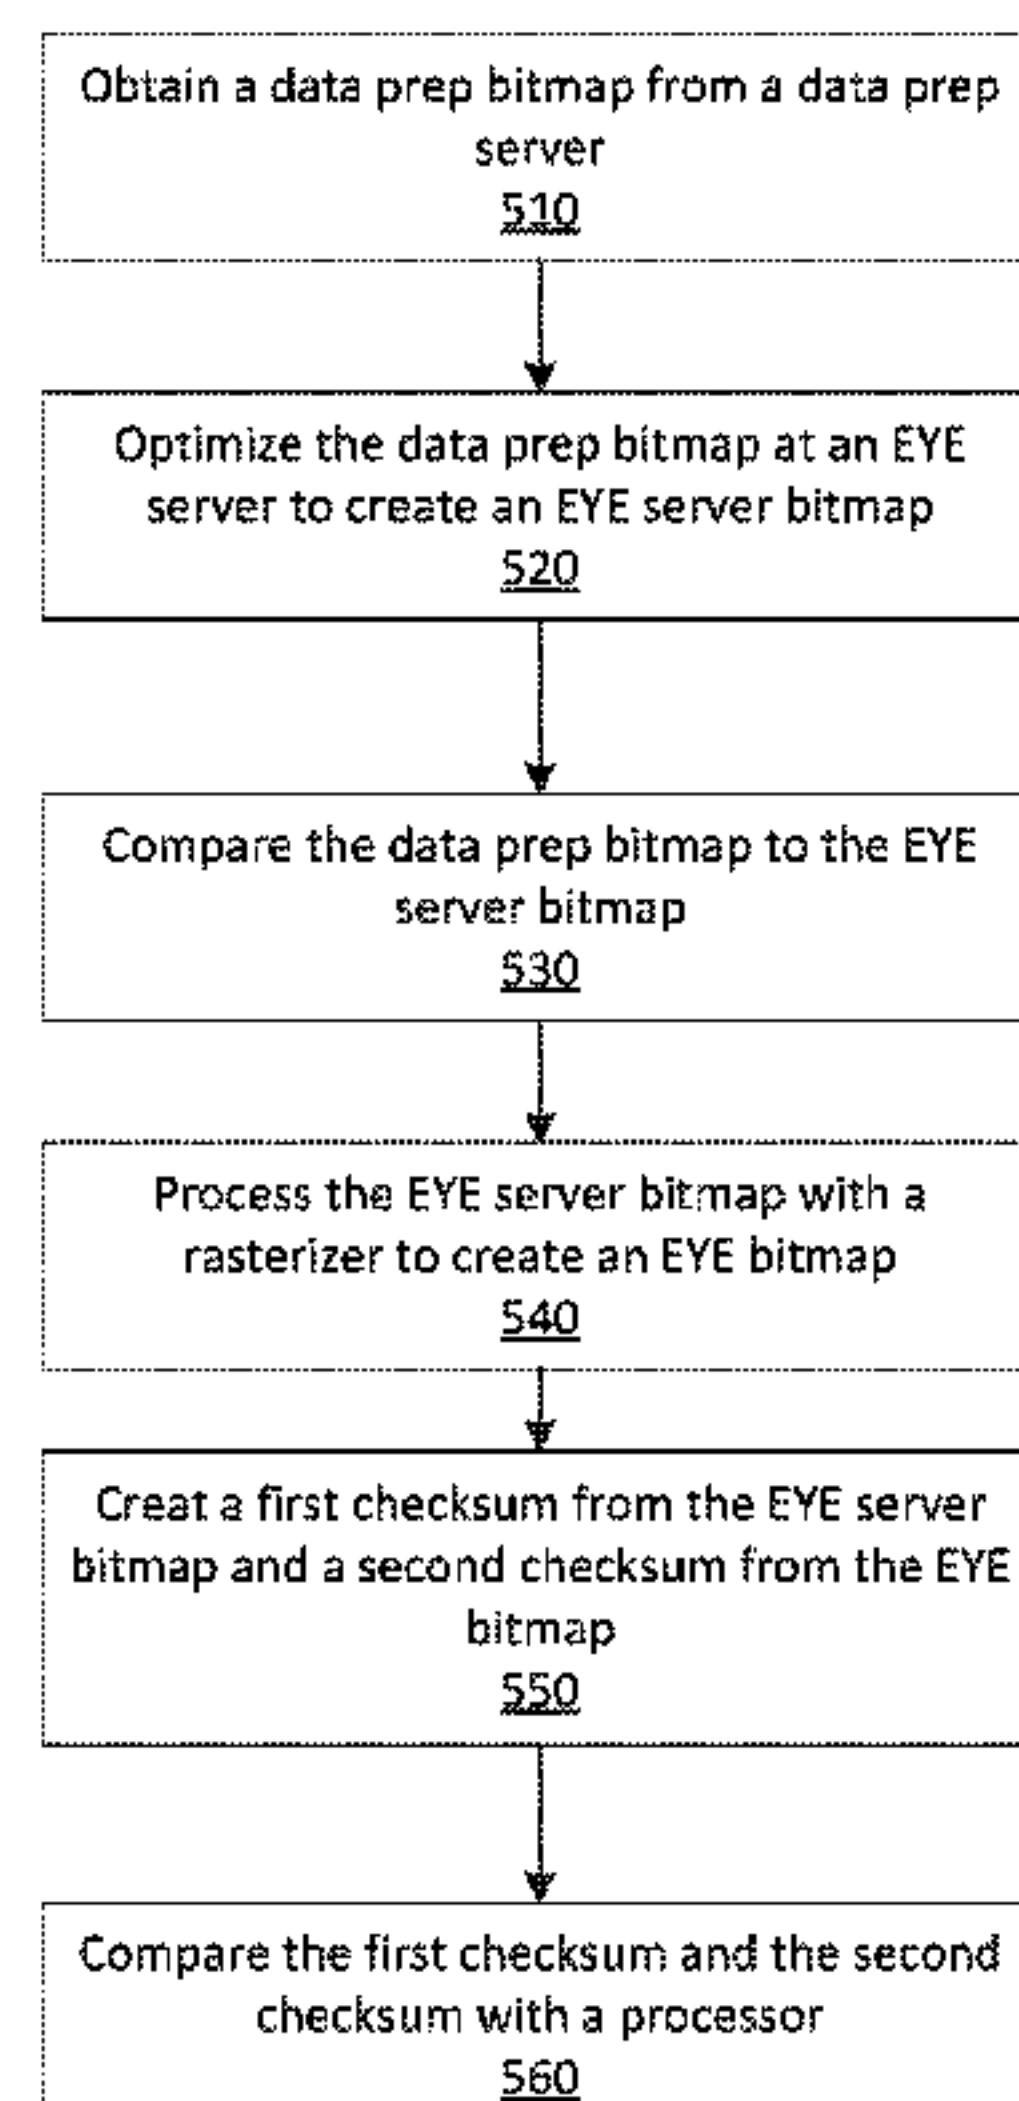 Obtain a data prep bitmap from a data prep
server
510
Optimize the data prep bitmap at an EYE
server to create an EYE server bitmap
520
Compare the data prep bitmap to the EYE
server bitmap
530
Process the EYE server bitmap with a
rasterizer to create an EYE bitmap
540
Creat a first checksum from the EYE server
bitmap and a second checksum from the EYE
bitmap
550
Compare the first checksum and the second
checksum with a processor
560